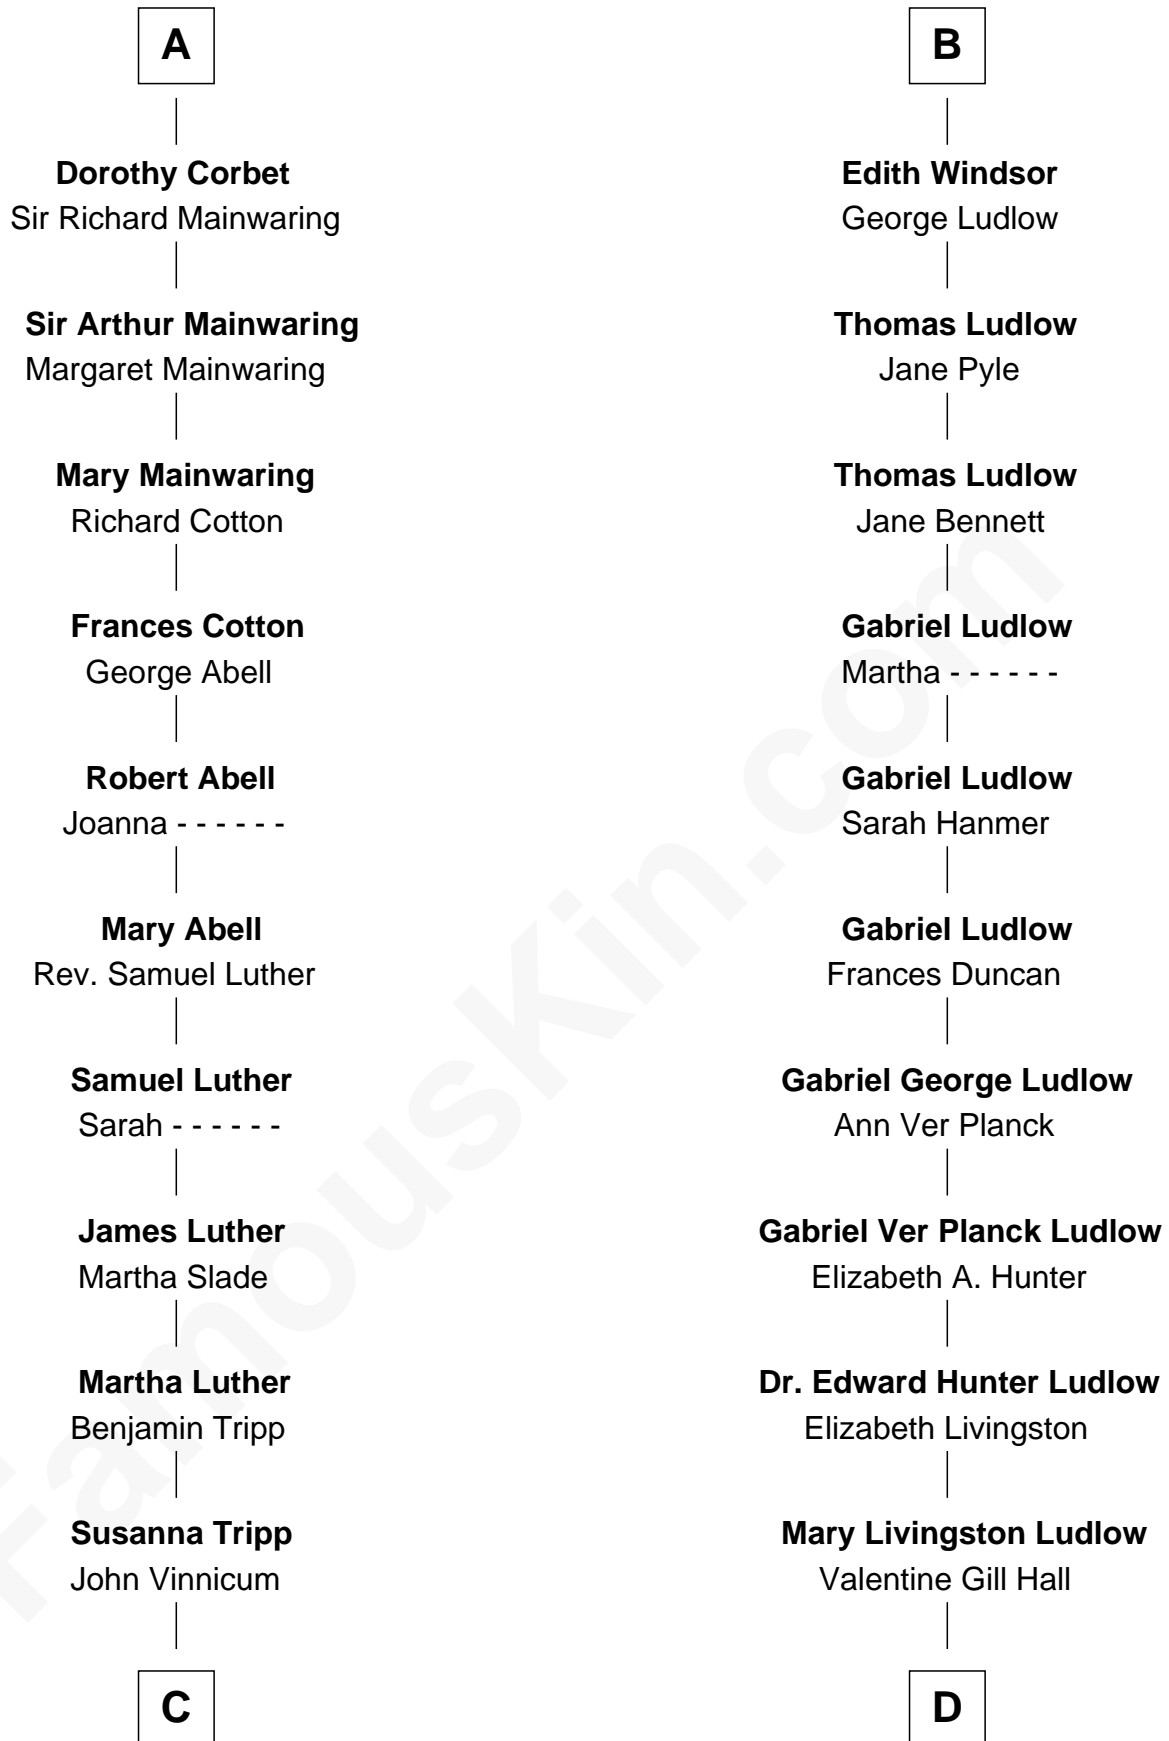 A
Dorothy Corbet
Sir Richard Mainwaring
Sir Arthur Mainwaring
Margaret Mainwaring
Mary Mainwaring
Richard Cotton
Frances Cotton
George Abell
Robert Abell
Joanna - - - - - -
Mary Abell
Rev. Samuel Luther
Samuel Luther
Sarah - - - - - -
James Luther
Martha Slade
Martha Luther
Benjamin Tripp
Susanna Tripp
John Vinnicum
C
B
Edith Windsor
George Ludlow
Thomas Ludlow
Jane Pyle
Thomas Ludlow
Jane Bennett
Gabriel Ludlow
Martha - - - - - -
Gabriel Ludlow
Sarah Hanmer
Gabriel Ludlow
Frances Duncan
Gabriel George Ludlow
Ann Ver Planck
Gabriel Ver Planck Ludlow
Elizabeth A. Hunter
Dr. Edward Hunter Ludlow
Elizabeth Livingston
Mary Livingston Ludlow
Valentine Gill Hall
D
FamousKin.com